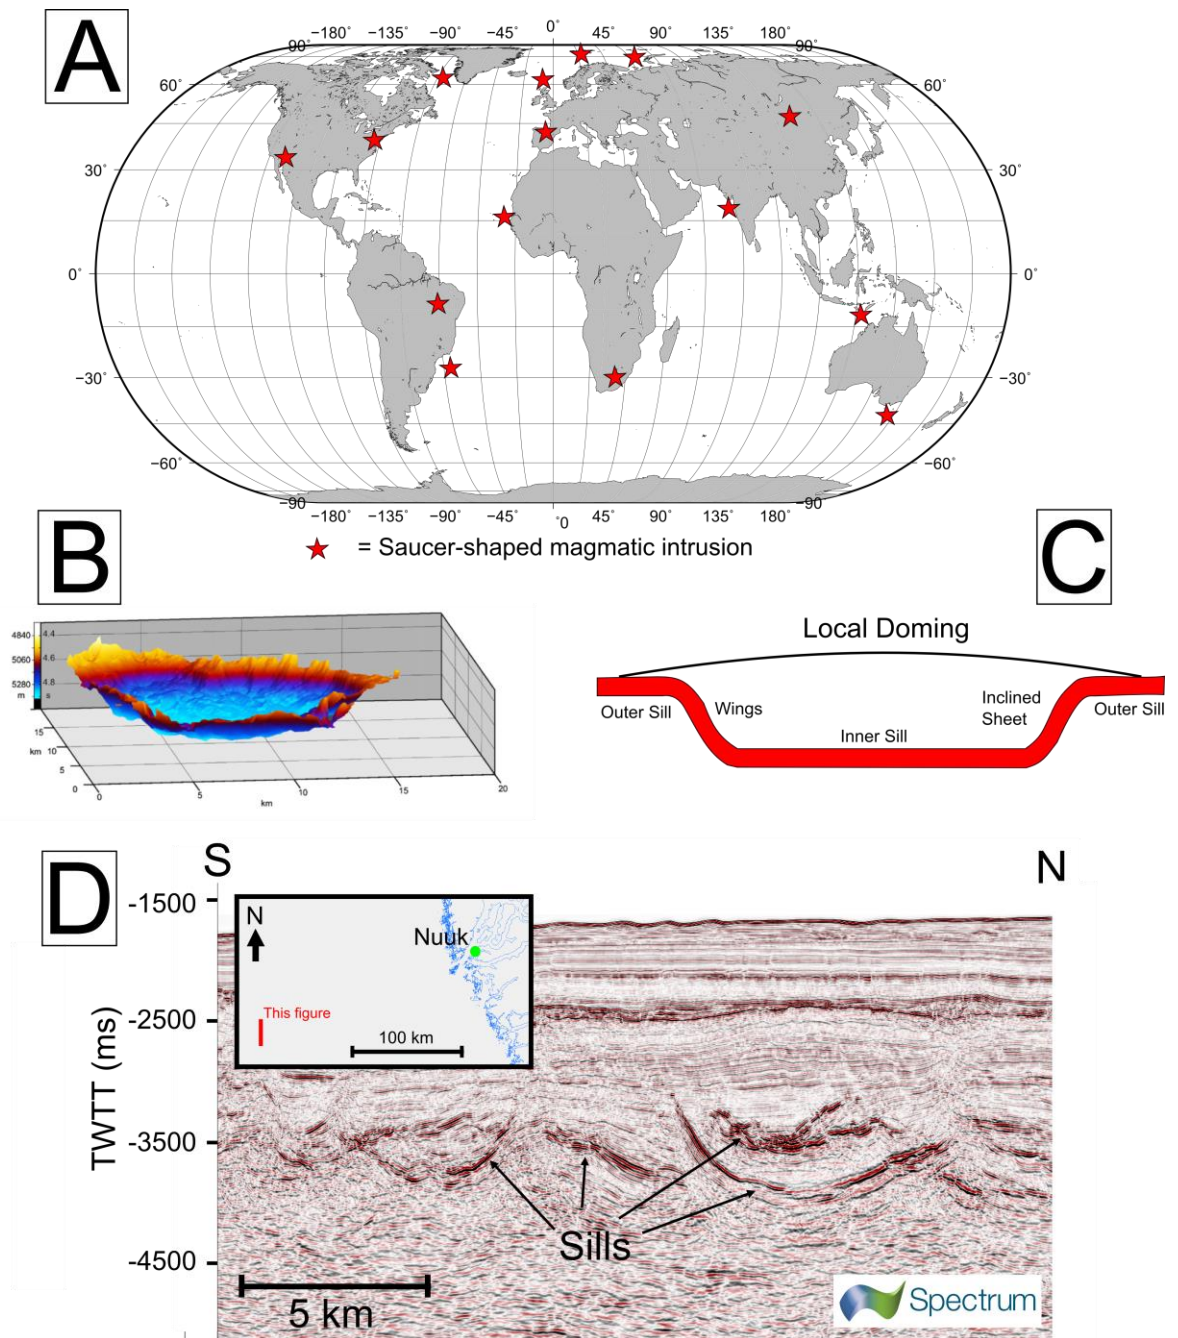 A
−180° −135° −90° −45° 0° 45° 90° 135° 180°
90° 90°
60° 60°
30° 30°
0° 0°
−30° −30°
−60° −60°
−90 −90
−180 −135° −90° −45° °0 45° 90° 135° 180°
= Saucer-shaped magmatic intrusion
B
4840 4.4
5060 4.6
5280 4.8
m s
15
km 10
5
0
0 5 10 15 20
km
C
Local Doming
Outer Sill
Wings
Inner Sill
Inclined
Sheet
Outer Sill
D
S
N
TWTT (ms)
-1500
-2500
-3500
-4500
N
Nuuk
This figure
100 km
Sills
5 km
Spectrum